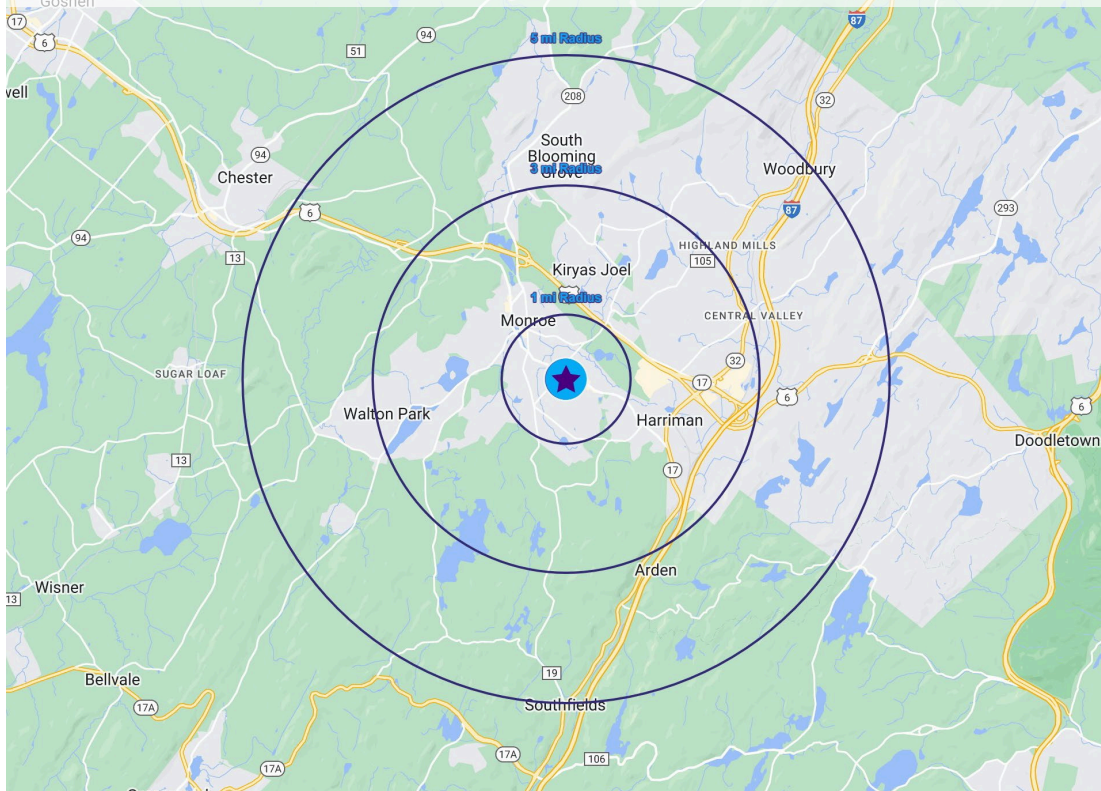 Goshen
17
6
87
94
51
5 mi Radius
well
208
32
South
Blooming
Grove
3 mi Radius
94
Chester
Woodbury
6
87
293
94
13
HIGHLAND MILLS
105
Kiryas Joel
1 mi Radius
Monroe
CENTRAL VALLEY
32
SUGAR LOAF
17
6
6
Walton Park
Harriman
Doodletown
13
17
Arden
Wisner
13
19
Bellvale
17A
Southfields
17A
106
17A